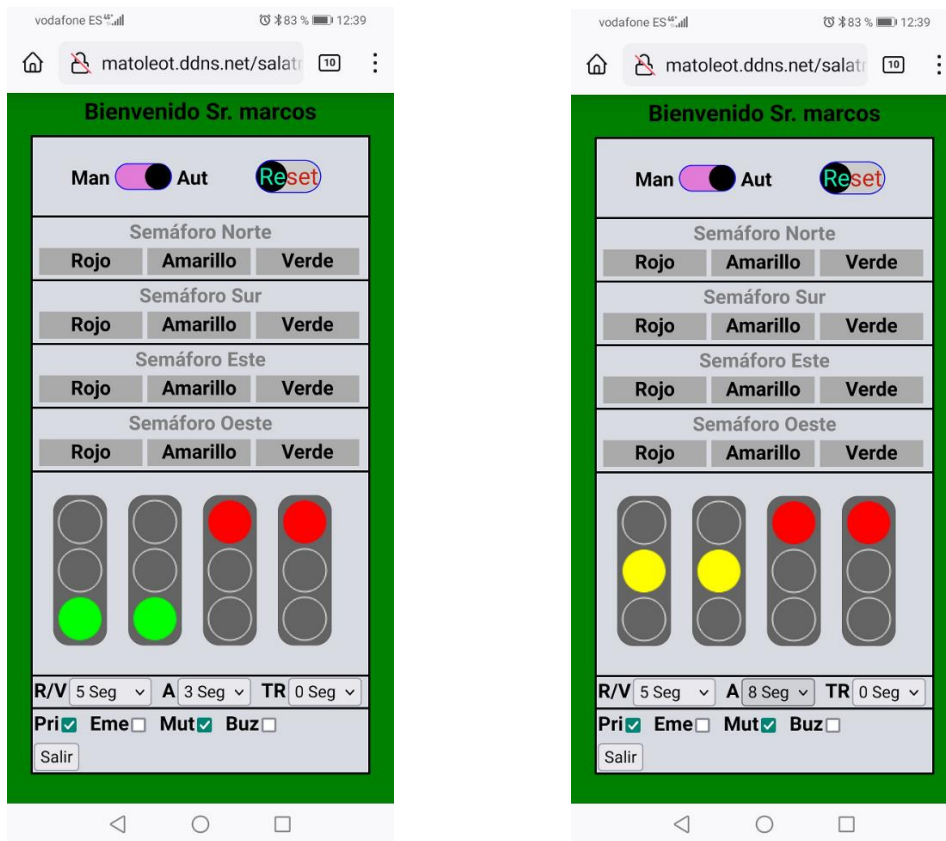 vodafone ES 83 % 12:39
matoleot.ddns.net/salatr 10
Bienvenido Sr. marcos
Man Aut Reset
Semáforo Norte
Rojo Amarillo Verde
Semáforo Sur
Rojo Amarillo Verde
Semáforo Este
Rojo Amarillo Verde
Semáforo Oeste
Rojo Amarillo Verde
R/V 5 Seg A 3 Seg TR 0 Seg
Pri Eme Mut Buz
Salir
vodafone ES 83 % 12:39
matoleot.ddns.net/salatr 10
Bienvenido Sr. marcos
Man Aut Reset
Semáforo Norte
Rojo Amarillo Verde
Semáforo Sur
Rojo Amarillo Verde
Semáforo Este
Rojo Amarillo Verde
Semáforo Oeste
Rojo Amarillo Verde
R/V 5 Seg A 8 Seg TR 0 Seg
Pri Eme Mut Buz
Salir